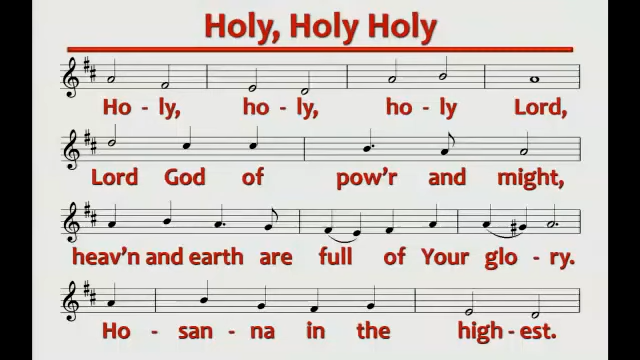 Holy, Holy Holy
Ho - ly, ho - ly, ho - ly Lord,
Lord God of pow'r and might,
heav'n and earth are full of Your glo - ry.
Ho - san - na in the high - est.